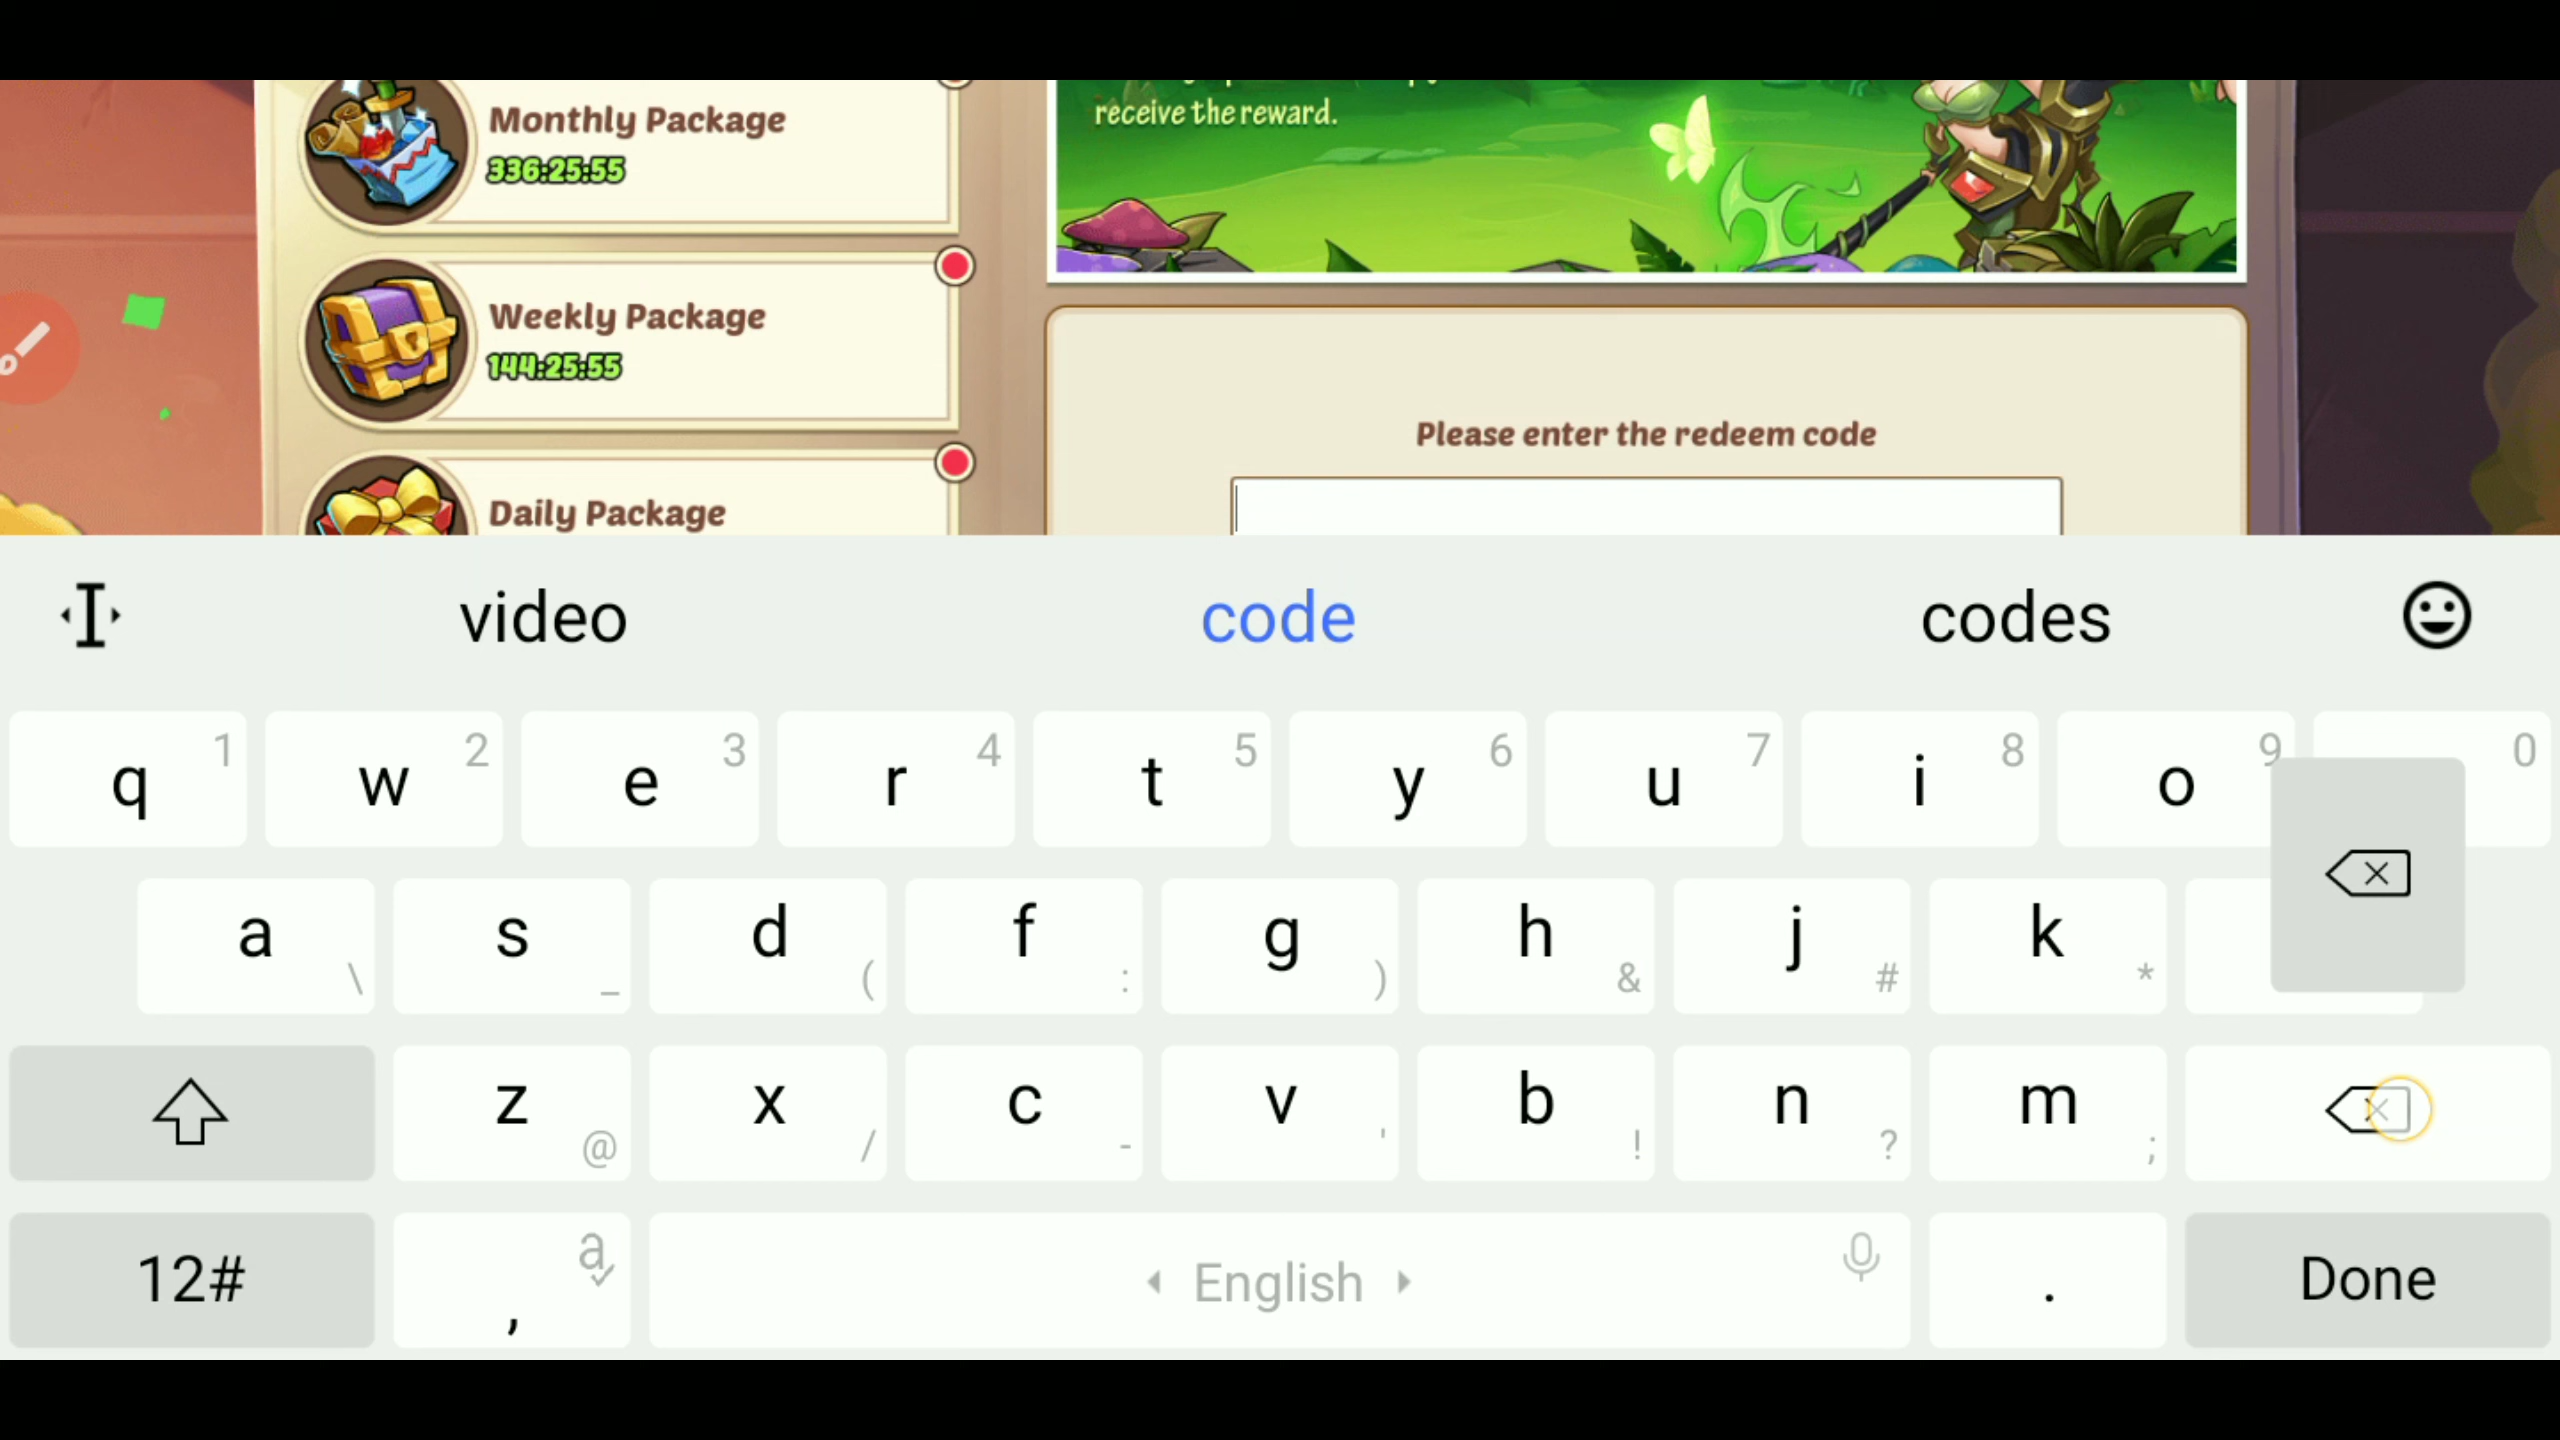 Monthly Package
336:25:55
receive the reward.
Weekly Package
144:25:55
Please enter the redeem code
Daily Package
video code codes
q 1 w 2 e 3 r 4 t 5 y 6 u 7 i 8 o 9 0
a \ s _ d ( f : g ) h & j # k *
z @ x / c - v ' b ! n ? m ;
12# , a English . Done